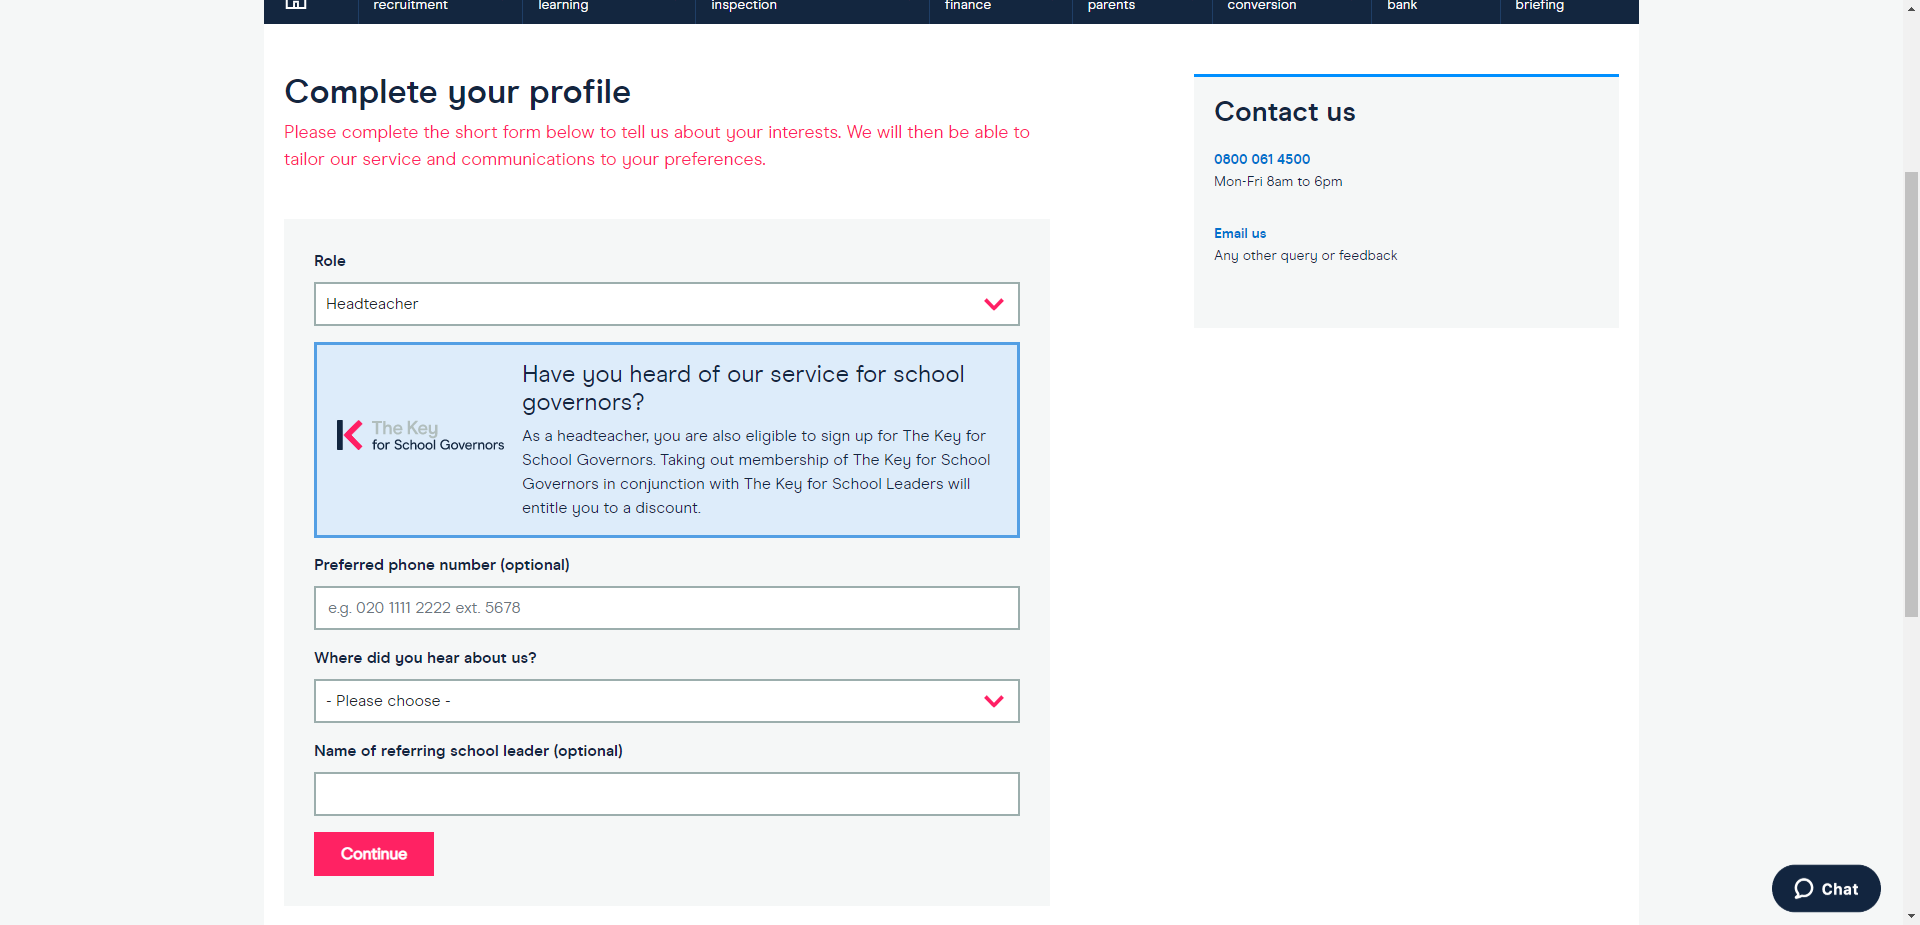 recruitment
learning
inspection
finance
parents
conversion
bank
briefing
Complete your profile
Please complete the short form below to tell us about your interests. We will then be able to
tailor our service and communications to your preferences.
Role
Headteacher
The Key
for School Governors
Have you heard of our service for school
governors?
As a headteacher, you are also eligible to sign up for The Key for
School Governors. Taking out membership of The Key for School
Governors in conjunction with The Key for School Leaders will
entitle you to a discount.
Preferred phone number (optional)
e.g. 020 1111 2222 ext. 5678
Where did you hear about us?
- Please choose -
Name of referring school leader (optional)
Continue
Contact us
0800 061 4500
Mon-Fri 8am to 6pm
Email us
Any other query or feedback
Chat